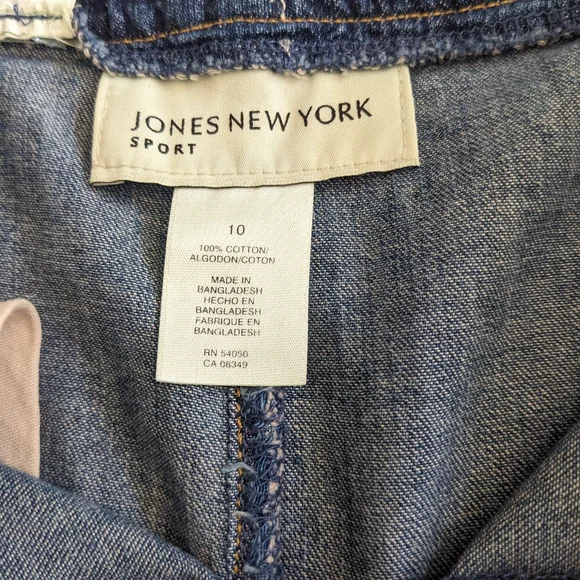 JONES NEW YORK
SPORT
10
100% COTTON/
ALGODON/COTON
MADE IN
BANGLADESH
HECHO EN
BANGLADESH
FABRIQUE EN
BANGLADESH
RN 54050
CA 08349